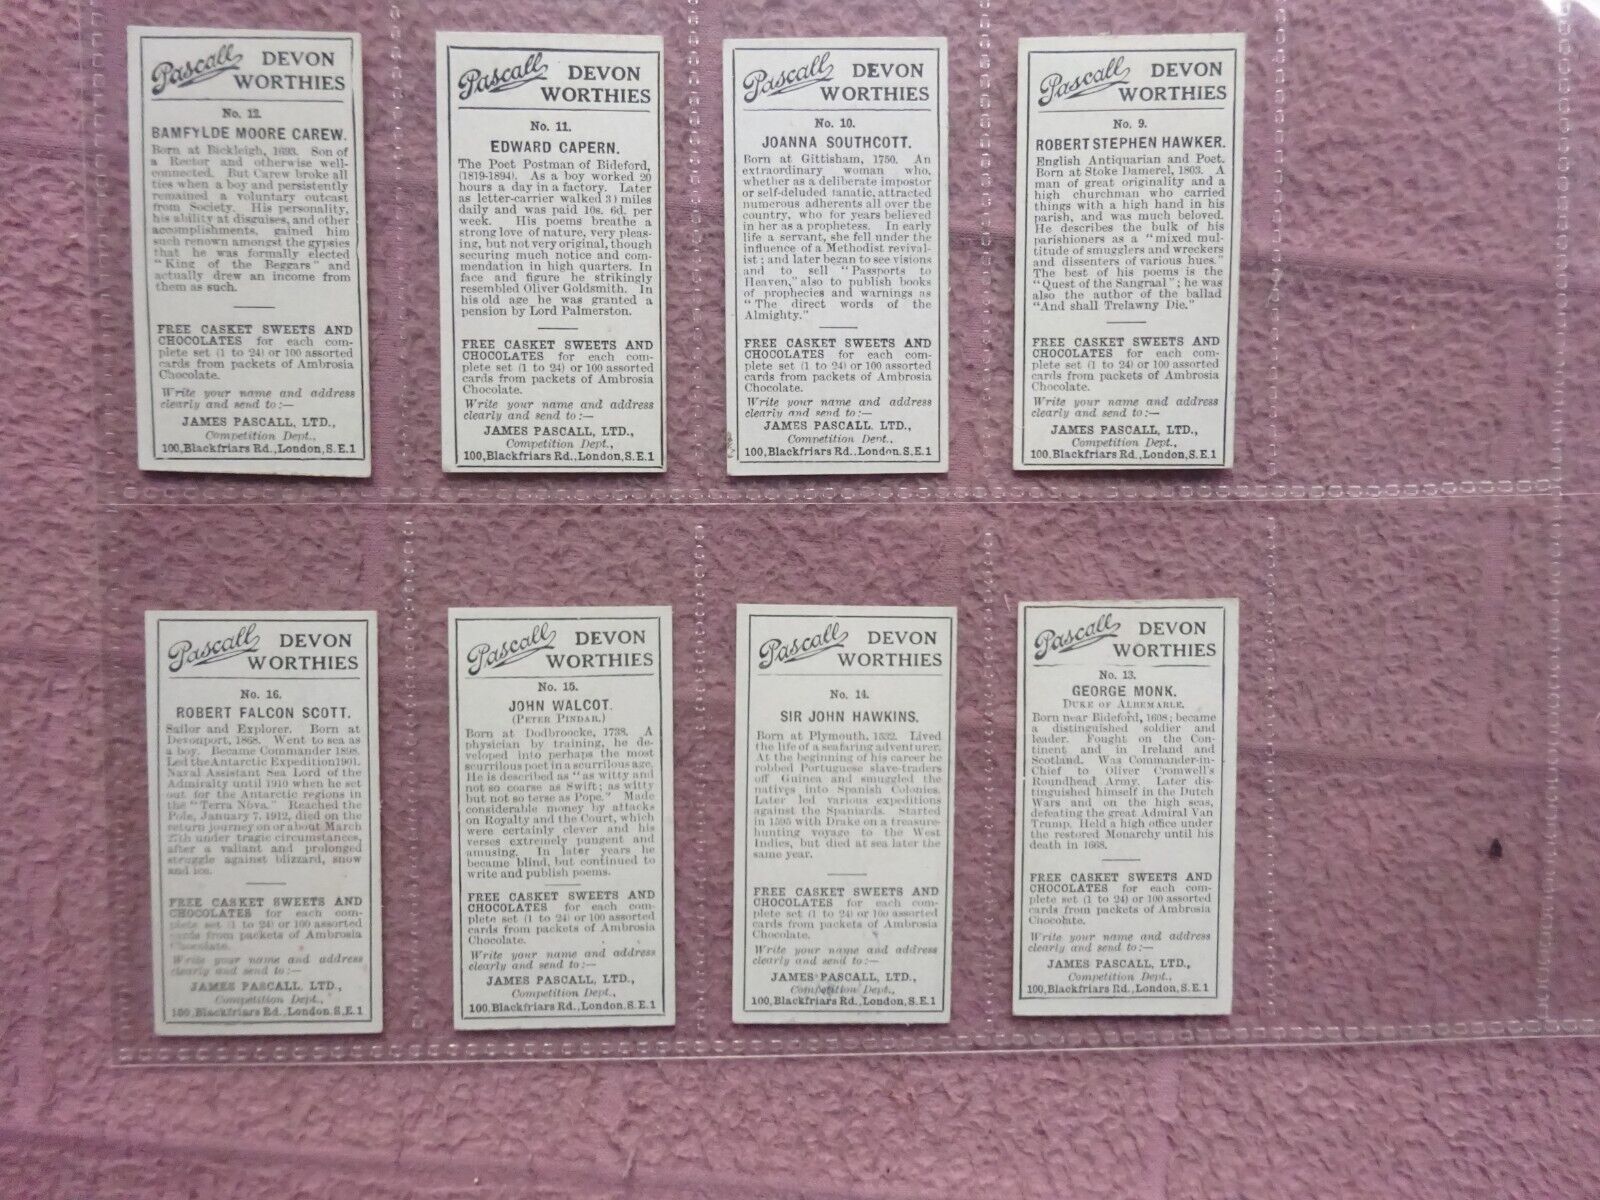 Pascall DEVON
WORTHIES
No. 12.
BAMFYLDE MOORE CAREW.
Born at Bickleigh, 1693. Son of
a Rector and otherwise well-
connected. But Carew broke all
ties when a boy and persistently
remained a voluntary outcast
from Society. His personality,
his ability at disguises, and other
accomplishments, gained him
such renown amongst the gypsies
that he was formally elected
"King of the Beggars" and
actually drew an income from
them as such.
FREE CASKET SWEETS AND
CHOCOLATES for each com-
plete set (1 to 24) or 100 assorted
cards from packets of Ambrosia
Chocolate.
Write your name and address
clearly and send to:—
JAMES PASCALL, LTD.,
Competition Dept.,
100, Blackfriars Rd., London, S.E.1
Pascall DEVON
WORTHIES
No. 11.
EDWARD CAPERN.
The Poet Postman of Bideford,
(1819-1894). As a boy worked 20
hours a day in a factory. Later
as letter-carrier walked 3) miles
daily and was paid 10s. 6d. per
week. His poems breathe a
strong love of nature, very pleas-
ing, but not very original, though
securing much notice and com-
mendation in high quarters. In
face and figure he strikingly
resembled Oliver Goldsmith. In
his old age he was granted a
pension by Lord Palmerston.
FREE CASKET SWEETS AND
CHOCOLATES for each com-
plete set (1 to 24) or 100 assorted
cards from packets of Ambrosia
Chocolate.
Write your name and address
clearly and send to:—
JAMES PASCALL, LTD.,
Competition Dept.,
100, Blackfriars Rd., London, S.E.1
Pascall DEVON
WORTHIES
No. 10.
JOANNA SOUTHCOTT.
Born at Gittisham, 1750. An
extraordinary woman who,
whether as a deliberate impostor
or self-deluded fanatic, attracted
numerous adherents all over the
country, who for years believed
in her as a prophetess. In early
life a servant, she fell under the
influence of a Methodist revival-
ist; and later began to see visions
and to sell "Passports to
Heaven," also to publish books
of prophecies and warnings as
"The direct words of the
Almighty."
FREE CASKET SWEETS AND
CHOCOLATES for each com-
plete set (1 to 24) or 100 assorted
cards from packets of Ambrosia
Chocolate.
Write your name and address
clearly and send to:—
JAMES PASCALL, LTD.,
Competition Dept.,
100, Blackfriars Rd., London, S.E.1
Pascall DEVON
WORTHIES
No. 9.
ROBERT STEPHEN HAWKER.
English Antiquarian and Poet.
Born at Stoke Damerel, 1803. A
man of great originality and a
high churchman who carried
things with a high hand in his
parish, and was much beloved.
He describes the bulk of his
parishioners as a "mixed mul-
titude of smugglers and wreckers
and dissenters of various hues."
The best of his poems is the
"Quest of the Sangraal"; he was
also the author of the ballad
"And shall Trelawny Die."
FREE CASKET SWEETS AND
CHOCOLATES for each com-
plete set (1 to 24) or 100 assorted
cards from packets of Ambrosia
Chocolate.
Write your name and address
clearly and send to:—
JAMES PASCALL, LTD.,
Competition Dept.,
100, Blackfriars Rd., London, S.E.1
Pascall DEVON
WORTHIES
No. 16.
ROBERT FALCON SCOTT.
Sailor and Explorer. Born at
Devonport, 1868. Went to sea as
a boy. Became Commander 1898.
Led the Antarctic Expedition 1901.
Naval Assistant Sea Lord of the
Admiralty until 1910 when he set
out for the Antarctic regions in
the "Terra Nova." Reached the
Pole, January 7, 1912, died on the
return journey on or about March
27th under tragic circumstances,
after a valiant and prolonged
struggle against blizzard, snow
and ice.
FREE CASKET SWEETS AND
CHOCOLATES for each com-
plete set (1 to 24) or 100 assorted
cards from packets of Ambrosia
Chocolate.
Write your name and address
clearly and send to:—
JAMES PASCALL, LTD.,
Competition Dept.,
100, Blackfriars Rd., London, S.E.1
Pascall DEVON
WORTHIES
No. 15.
JOHN WALCOT.
(PETER PINDAR.)
Born at Dodbroocke, 1738. A
physician by training, he de-
veloped into perhaps the most
scurrilous poet in a scurrilous age.
He is described as "as witty and
not so coarse as Swift; as witty
but not so terse as Pope." Made
considerable money by attacks
on Royalty and the Court, which
were certainly clever and his
verses extremely pungent and
amusing. In later years he
became blind, but continued to
write and publish poems.
FREE CASKET SWEETS AND
CHOCOLATES for each com-
plete set (1 to 24) or 100 assorted
cards from packets of Ambrosia
Chocolate.
Write your name and address
clearly and send to:—
JAMES PASCALL, LTD.,
Competition Dept.,
100, Blackfriars Rd., London, S.E.1
Pascall DEVON
WORTHIES
No. 14.
SIR JOHN HAWKINS.
Born at Plymouth, 1532. Lived
the life of a seafaring adventurer.
At the beginning of his career he
robbed Portuguese slave-traders
off Guinea and smuggled the
natives into Spanish Colonies.
Later led various expeditions
against the Spaniards. Started
in 1595 with Drake on a treasure-
hunting voyage to the West
Indies, but died at sea later the
same year.
FREE CASKET SWEETS AND
CHOCOLATES for each com-
plete set (1 to 24) or 100 assorted
cards from packets of Ambrosia
Chocolate.
Write your name and address
clearly and send to:—
JAMES PASCALL, LTD.,
Competition Dept.,
100, Blackfriars Rd., London, S.E.1
Pascall DEVON
WORTHIES
No. 13.
GEORGE MONK.
DUKE OF ALBEMARLE.
Born near Bideford, 1608; became
a distinguished soldier and
leader. Fought on the Con-
tinent and in Ireland and
Scotland. Was Commander-in-
Chief to Oliver Cromwell's
Roundhead Army. Later dis-
tinguished himself in the Dutch
Wars and on the high seas,
defeating the great Admiral Van
Trump. Held a high office under
the restored Monarchy until his
death in 1668.
FREE CASKET SWEETS AND
CHOCOLATES for each com-
plete set (1 to 24) or 100 assorted
cards from packets of Ambrosia
Chocolate.
Write your name and address
clearly and send to:—
JAMES PASCALL, LTD.,
Competition Dept.,
100, Blackfriars Rd., London, S.E.1